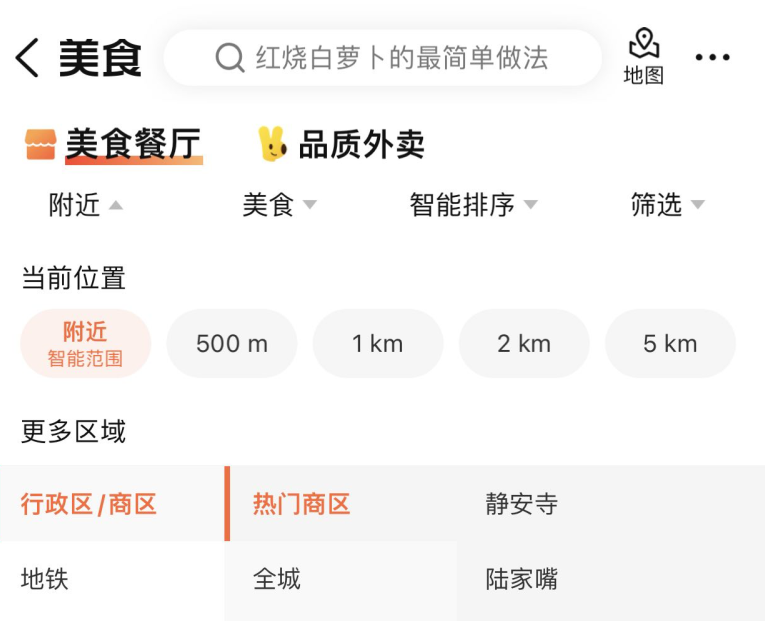 美食
红烧白萝卜的最简单做法
地图
美食餐厅 品质外卖
附近 美食 智能排序 筛选
当前位置
附近
智能范围
500 m 1 km 2 km 5 km
更多区域
行政区/商区 热门商区 静安寺
地铁 全城 陆家嘴